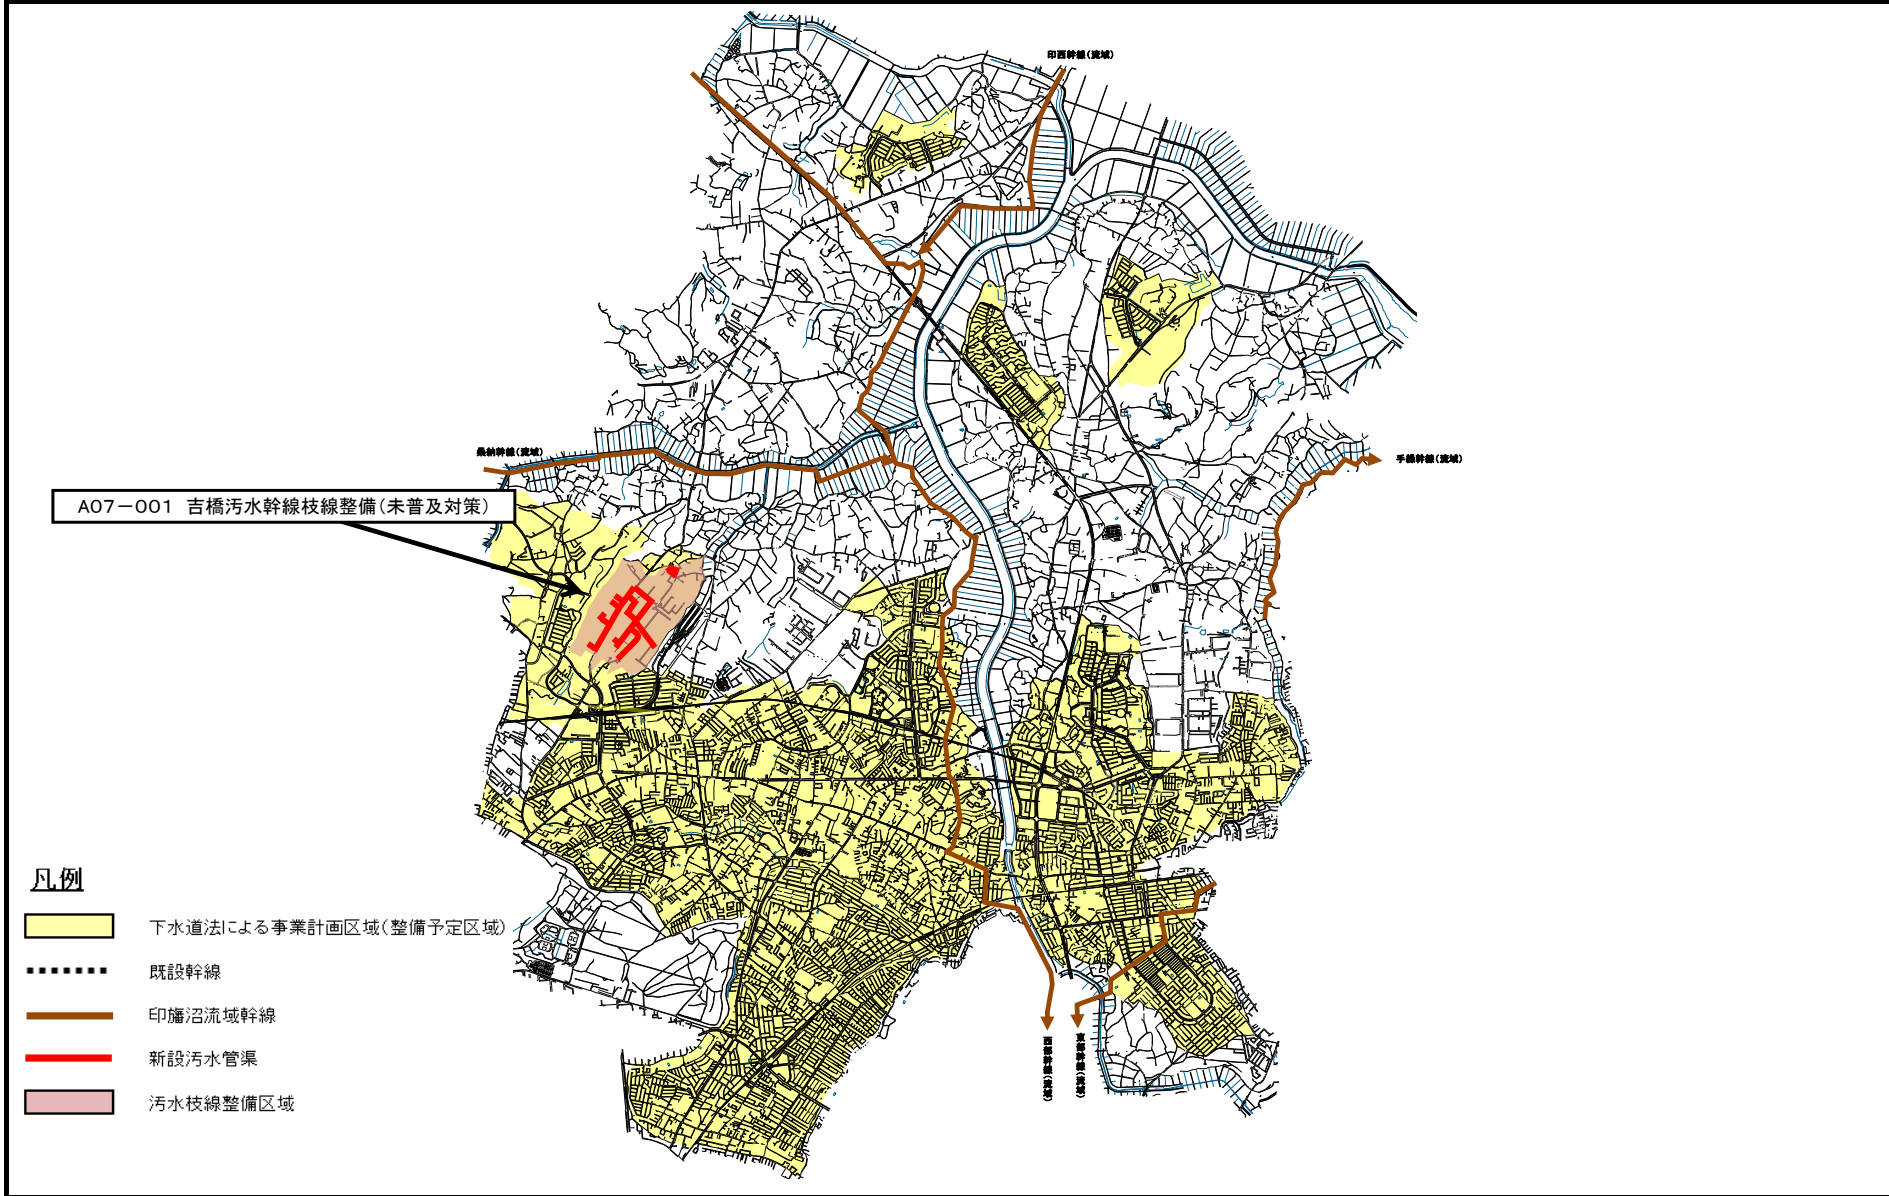 印西幹線(流域)
桑納幹線(流域)
手繰幹線(流域)
A07－001 吉橋汚水幹線枝線整備(未普及対策)
凡例
下水道法による事業計画区域(整備予定区域)
既設幹線
印旛沼流域幹線
新設汚水管渠
汚水枝線整備区域
西部幹線(流域)
東部幹線(流域)